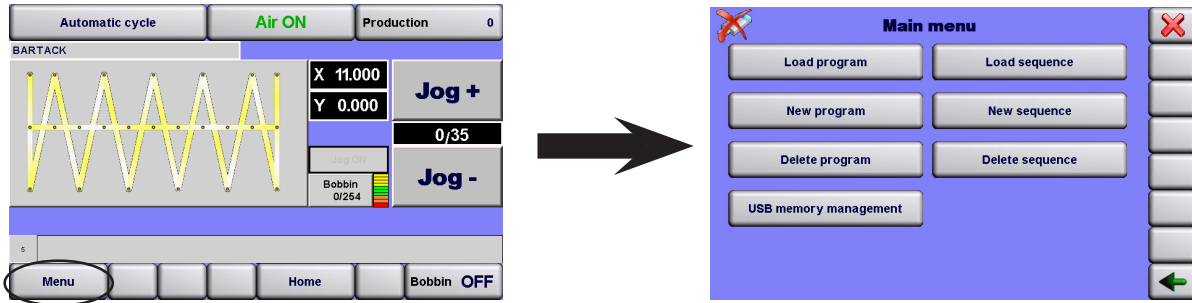 Automatic cycle Air ON Production 0
BARTACK
X 11.000
Y 0.000
Jog +
0/35
Jog ON
Jog -
Bobbin
0/254
5
Menu Home Bobbin OFF
Main menu
Load program Load sequence
New program New sequence
Delete program Delete sequence
USB memory management